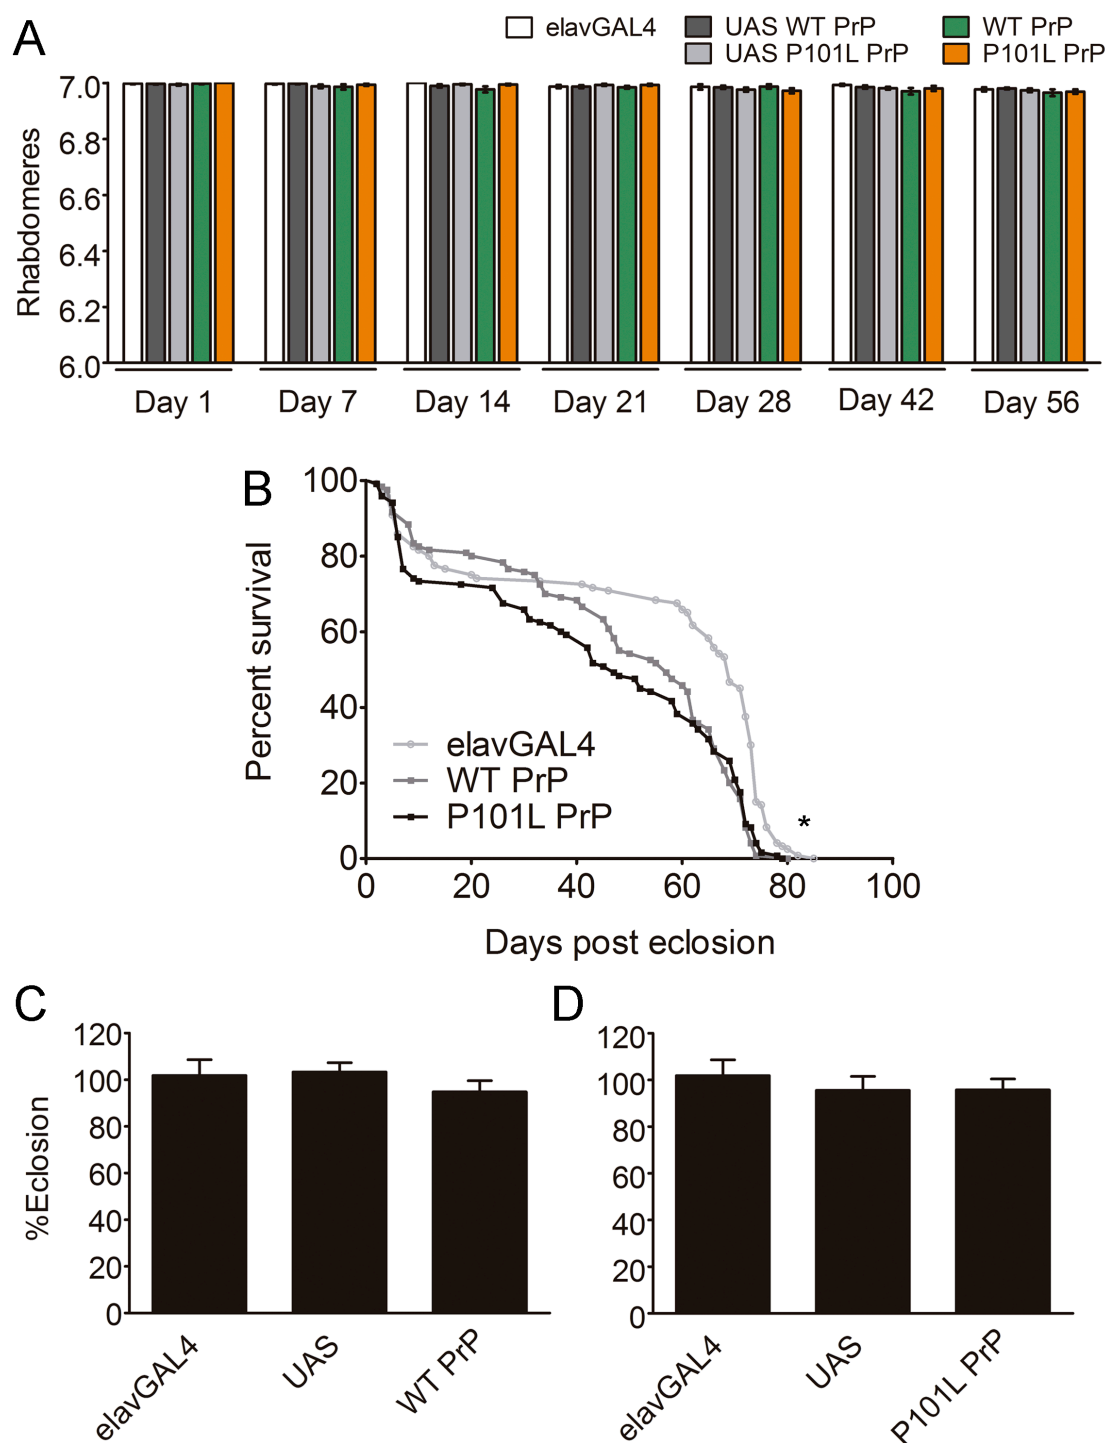 A
elavGAL4
UAS WT PrP
WT PrP
UAS P101L PrP
P101L PrP
Rhabdomeres
7.0
6.8
6.6
6.4
6.2
6.0
Day 1
Day 7
Day 14
Day 21
Day 28
Day 42
Day 56
B
Percent survival
100
80
60
40
20
0
elavGAL4
WT PrP
P101L PrP
*
0
20
40
60
80
100
Days post eclosion
C
%Eclosion
120
100
80
60
40
20
0
elavGAL4
UAS
WT PrP
D
120
100
80
60
40
20
0
elavGAL4
UAS
P101L PrP